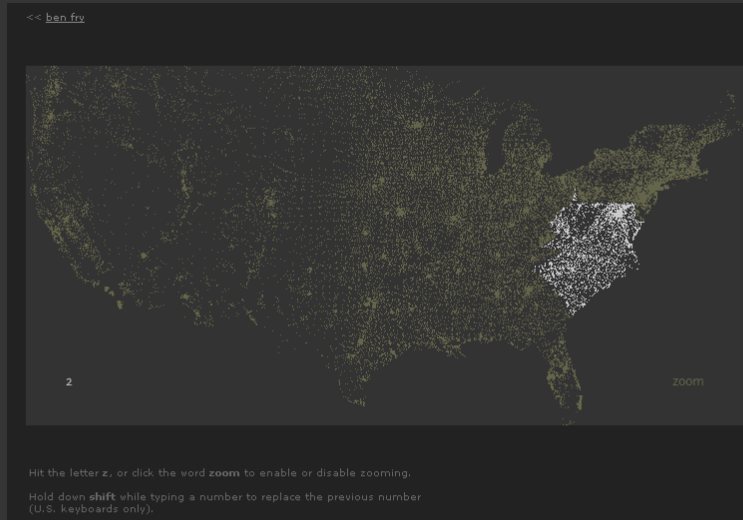 << ben fry
2
zoom
Hit the letter z, or click the word zoom to enable or disable zooming.
Hold down shift while typing a number to replace the previous number
(U.S. keyboards only).